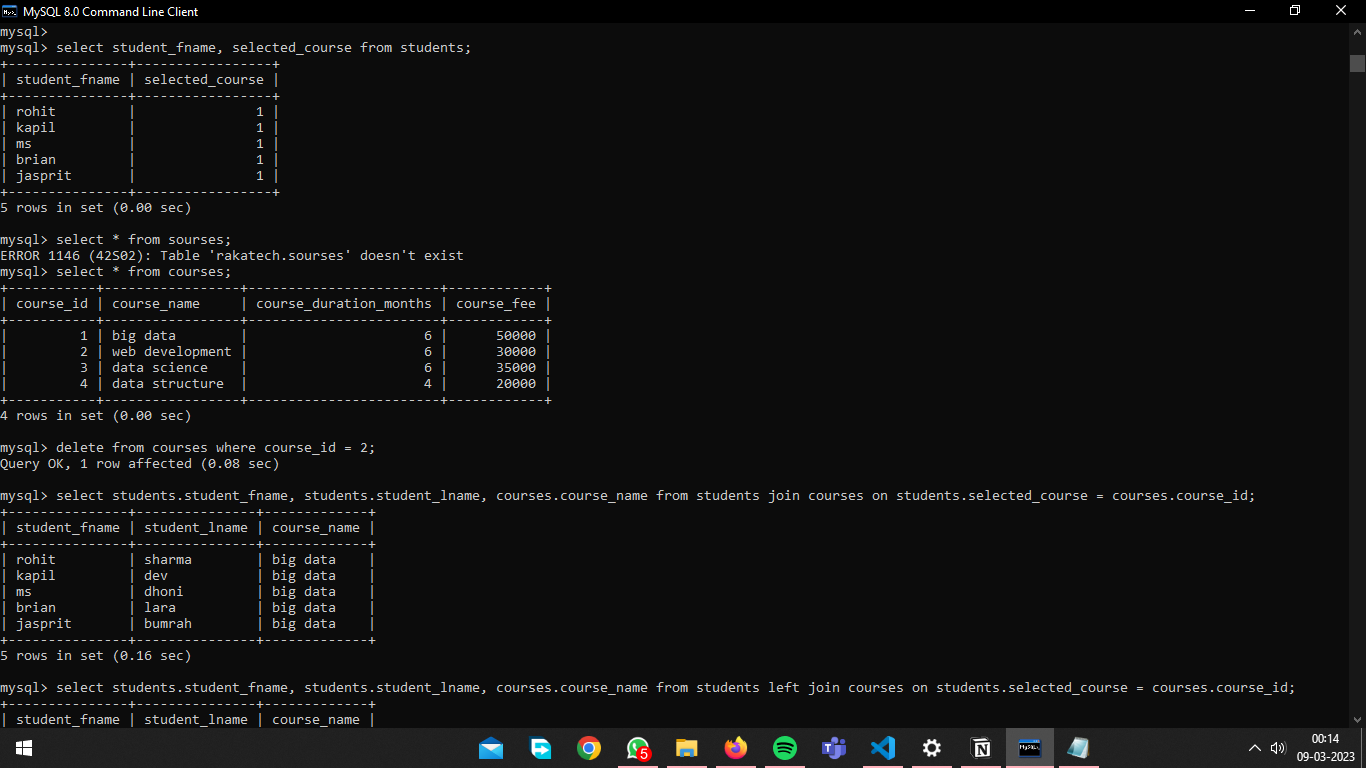 MySQL 8.0 Command Line Client
mysql>
mysql> select student_fname, selected_course from students;
+---------------+-----------------+
| student_fname | selected_course |
+---------------+-----------------+
| rohit         |               1 |
| kapil         |               1 |
| ms            |               1 |
| brian         |               1 |
| jasprit       |               1 |
+---------------+-----------------+
5 rows in set (0.00 sec)

mysql> select * from sourses;
ERROR 1146 (42S02): Table 'rakatech.sourses' doesn't exist
mysql> select * from courses;
+-----------+-----------------+------------------------+------------+
| course_id | course_name     | course_duration_months | course_fee |
+-----------+-----------------+------------------------+------------+
|         1 | big data        |                      6 |      50000 |
|         2 | web development |                      6 |      30000 |
|         3 | data science    |                      6 |      35000 |
|         4 | data structure  |                      4 |      20000 |
+-----------+-----------------+------------------------+------------+
4 rows in set (0.00 sec)

mysql> delete from courses where course_id = 2;
Query OK, 1 row affected (0.08 sec)

mysql> select students.student_fname, students.student_lname, courses.course_name from students join courses on students.selected_course = courses.course_id;
+---------------+---------------+-------------+
| student_fname | student_lname | course_name |
+---------------+---------------+-------------+
| rohit         | sharma        | big data    |
| kapil         | dev           | big data    |
| ms            | dhoni         | big data    |
| brian         | lara          | big data    |
| jasprit       | bumrah        | big data    |
+---------------+---------------+-------------+
5 rows in set (0.16 sec)

mysql> select students.student_fname, students.student_lname, courses.course_name from students left join courses on students.selected_course = courses.course_id;
+---------------+---------------+-------------+
| student_fname | student_lname | course_name |
5
00:14
09-03-2023